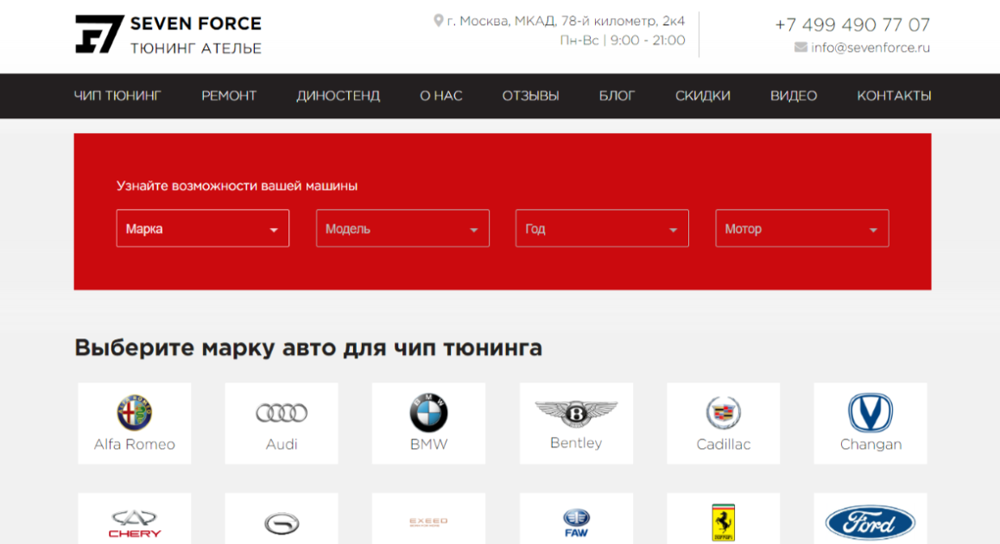 SEVEN FORCE
ТЮНИНГ АТЕЛЬЕ
г. Москва, МКАД, 78-й километр, 2к4
Пн-Вс | 9:00 - 21:00
+7 499 490 77 07
info@sevenforce.ru
ЧИП ТЮНИНГ РЕМОНТ ДИНОСТЕНД О НАС ОТЗЫВЫ БЛОГ СКИДКИ ВИДЕО КОНТАКТЫ
Узнайте возможности вашей машины
Марка Модель Год Мотор
Выберите марку авто для чип тюнинга
Alfa Romeo Audi BMW Bentley Cadillac Changan
CHERY EXEED FAW Ford